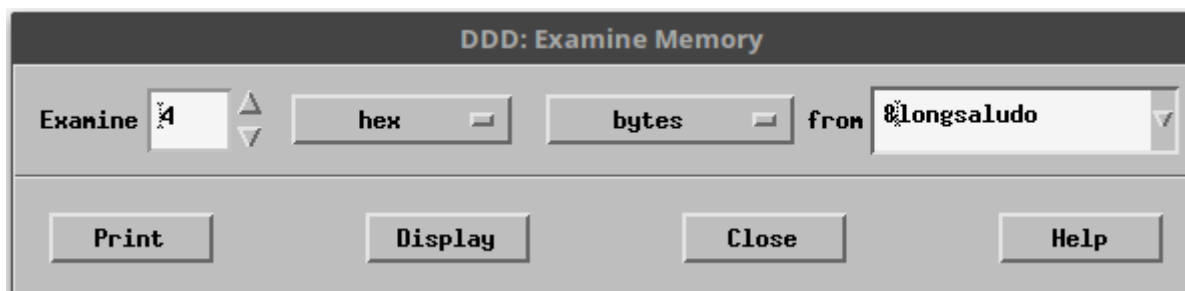 DDD: Examine Memory
Examine 4 hex bytes from &longsaludo
Print Display Close Help